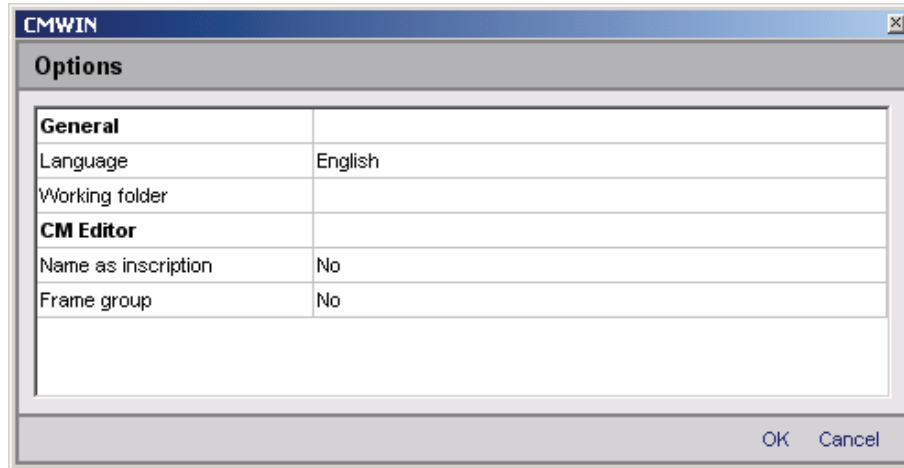 CMWIN
Options
General
Language English
Working folder
CM Editor
Name as inscription No
Frame group No
OK Cancel